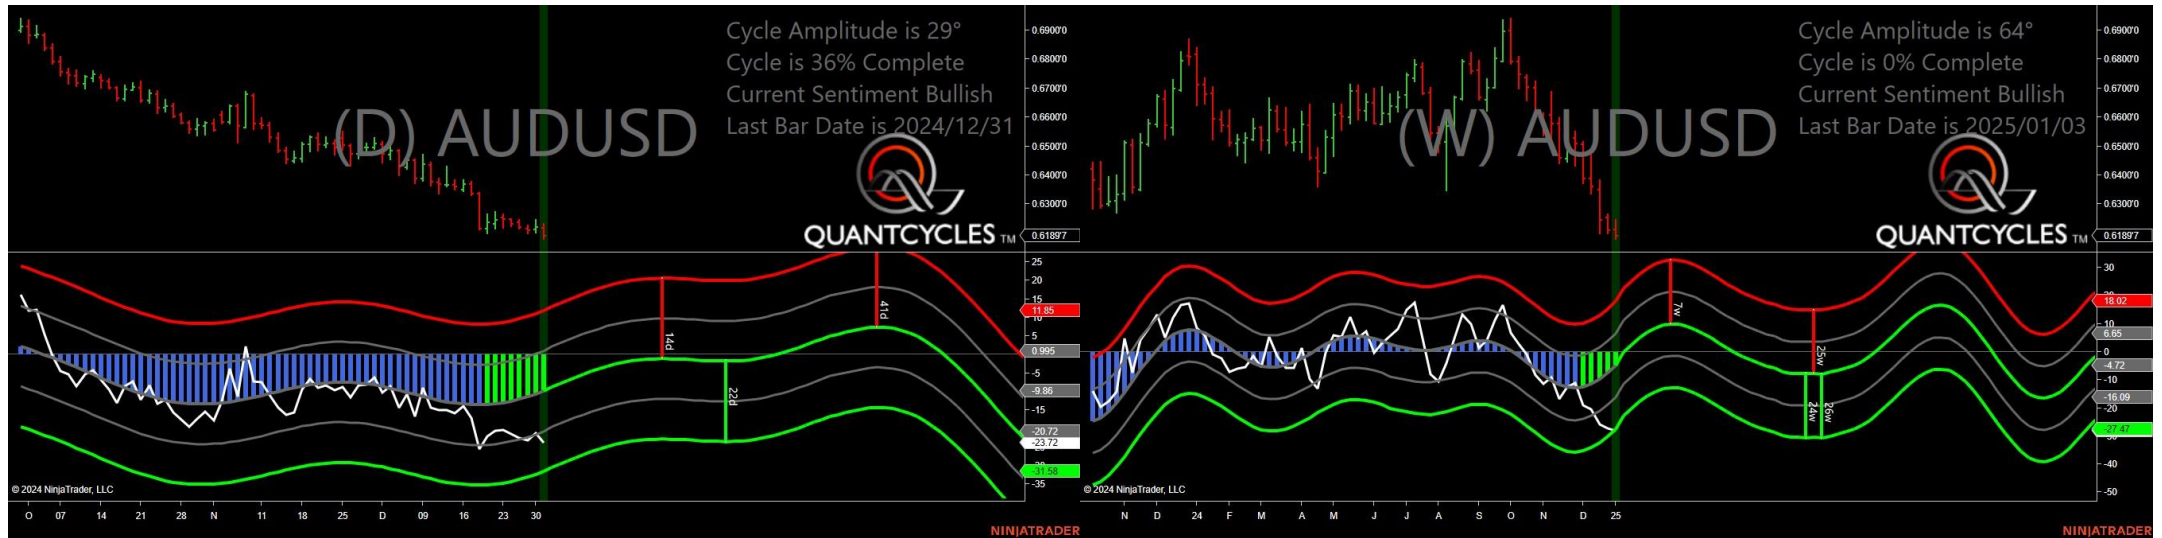 Cycle Amplitude is 29°
Cycle is 36% Complete
Current Sentiment Bullish
Last Bar Date is 2024/12/31
(D) AUDUSD
QUANTCYCLES TM
0.6900'0
0.6800'0
0.6700'0
0.6600'0
0.6500'0
0.6400'0
0.6300'0
0.6189'7
25
20
15
11.85
10
5
0.995
-5
-9.86
-15
-20.72
-23.72
-31.58
-35
14d
22d
41d
© 2024 NinjaTrader, LLC
O 07 14 21 28 N 11 18 25 D 09 16 23 30
NINJATRADER
Cycle Amplitude is 64°
Cycle is 0% Complete
Current Sentiment Bullish
Last Bar Date is 2025/01/03
(W) AUDUSD
QUANTCYCLES TM
0.6900'0
0.6800'0
0.6700'0
0.6600'0
0.6500'0
0.6400'0
0.6300'0
0.6189'7
30
18.02
10
6.65
0
-4.72
-10
-16.09
-20
-27.47
-40
-50
7w
25w
24w
26w
© 2024 NinjaTrader, LLC
N D 24 F M A M J J A S O N D 25
NINJATRADER